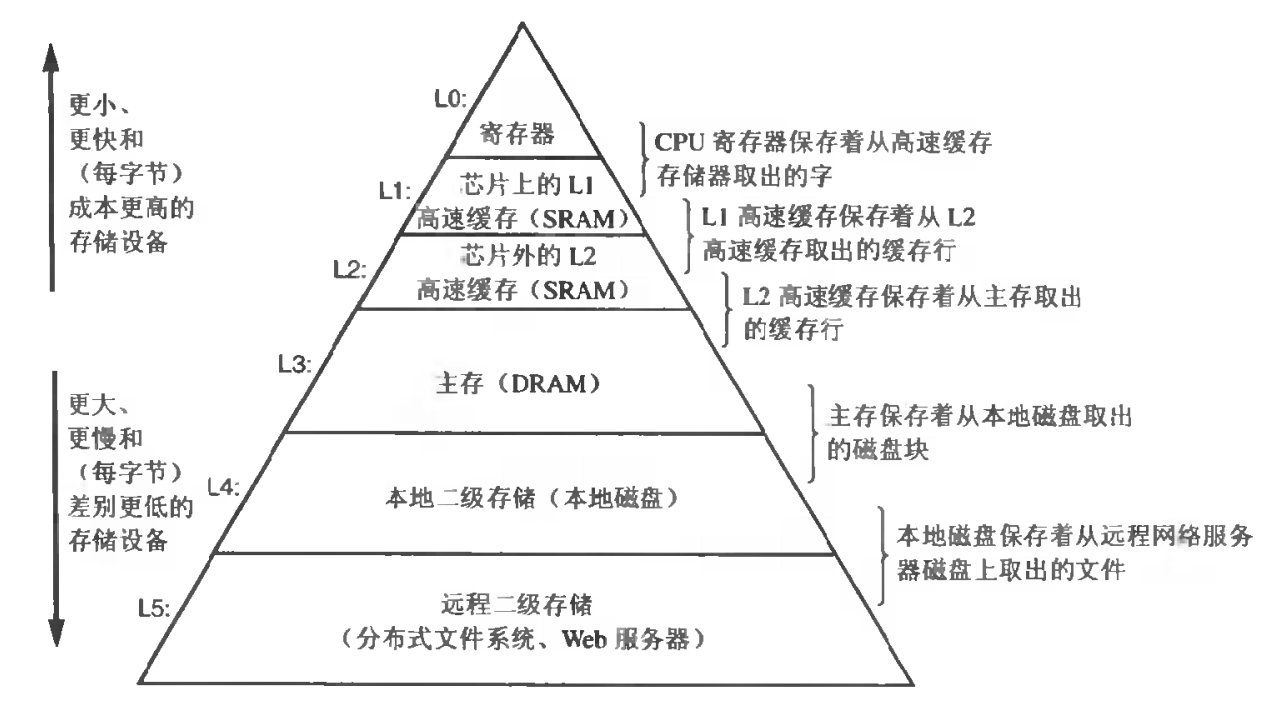 更小、
更快和
（每字节）
成本更高的
存储设备
更大、
更慢和
（每字节）
差别更低的
存储设备
L0:
寄存器
L1:
芯片上的 L1
高速缓存（SRAM）
L2:
芯片外的 L2
高速缓存（SRAM）
L3:
主存（DRAM）
L4:
本地二级存储（本地磁盘）
L5:
远程二级存储
（分布式文件系统、Web 服务器）
CPU 寄存器保存着从高速缓存
存储器取出的字
L1 高速缓存保存着从 L2
高速缓存取出的缓存行
L2 高速缓存保存着从主存取出
的缓存行
主存保存着从本地磁盘取出
的磁盘块
本地磁盘保存着从远程网络服务
器磁盘上取出的文件